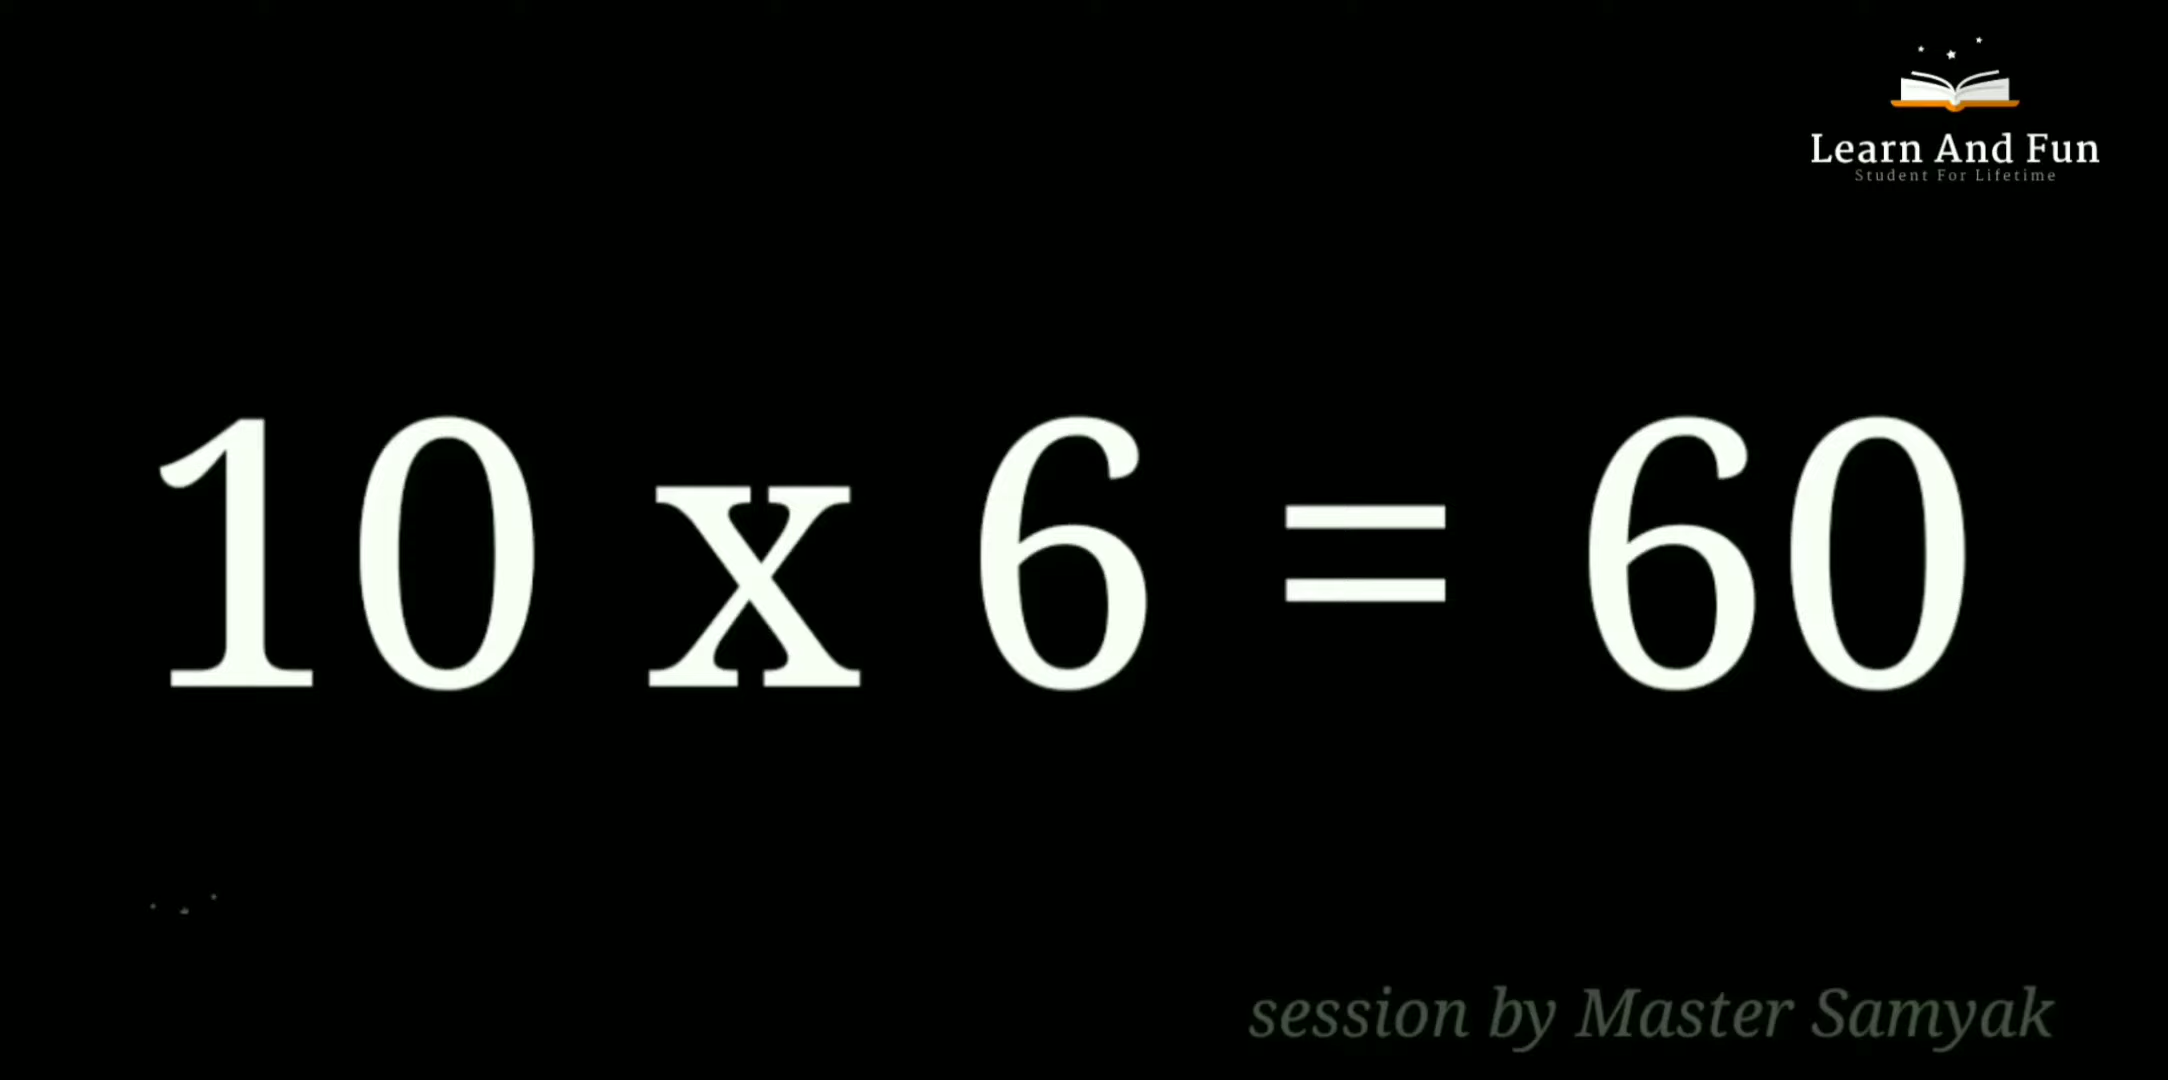 Learn And Fun
Student For Lifetime
10 x 6 = 60
session by Master Samyak